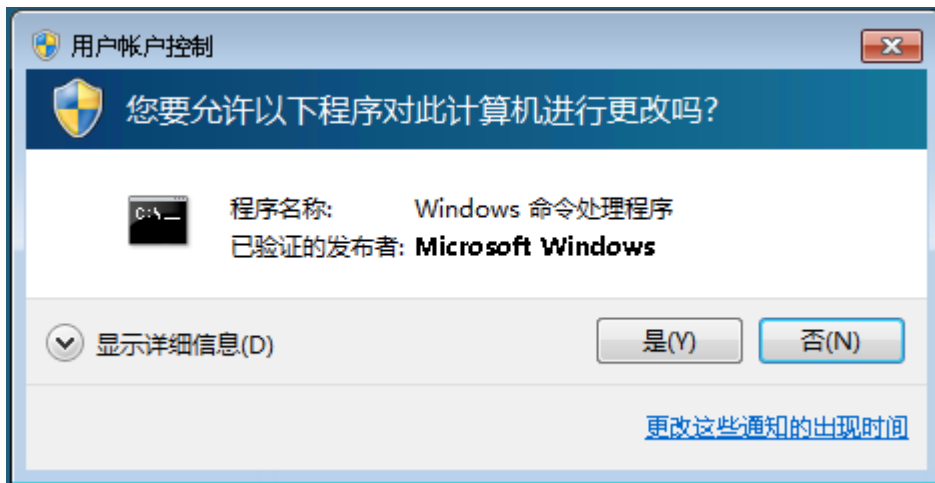 用户帐户控制
您要允许以下程序对此计算机进行更改吗?
C:\
程序名称: Windows 命令处理程序
已验证的发布者: Microsoft Windows
显示详细信息(D)
是(Y) 否(N)
更改这些通知的出现时间